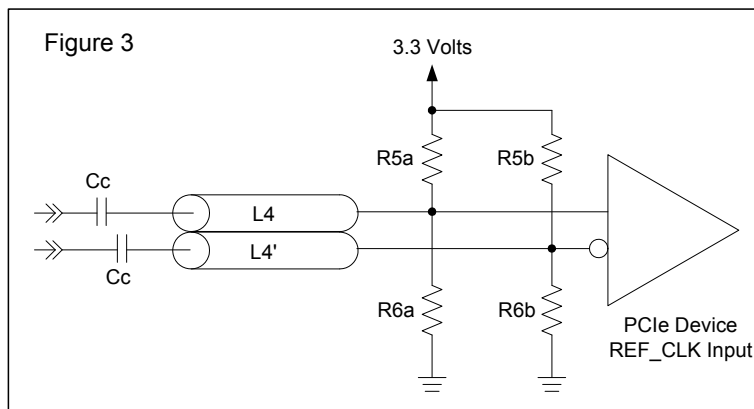 Figure 3
3.3 Volts
R5a
R5b
Cc
L4
L4'
Cc
R6a
R6b
PCIe Device
REF_CLK Input